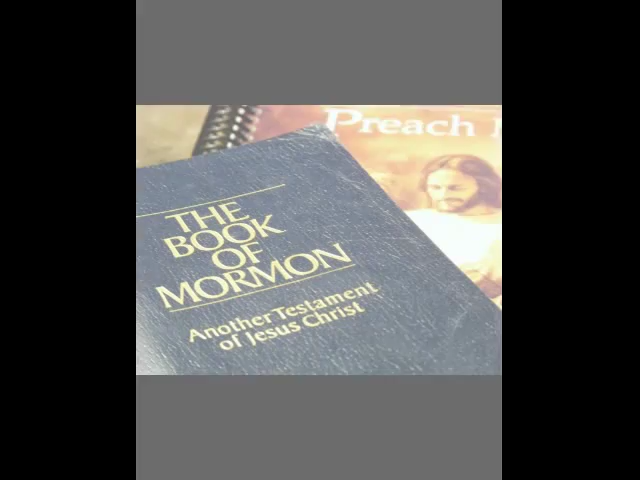 Preach
THE
BOOK
OF
MORMON
Another Testament
of Jesus Christ